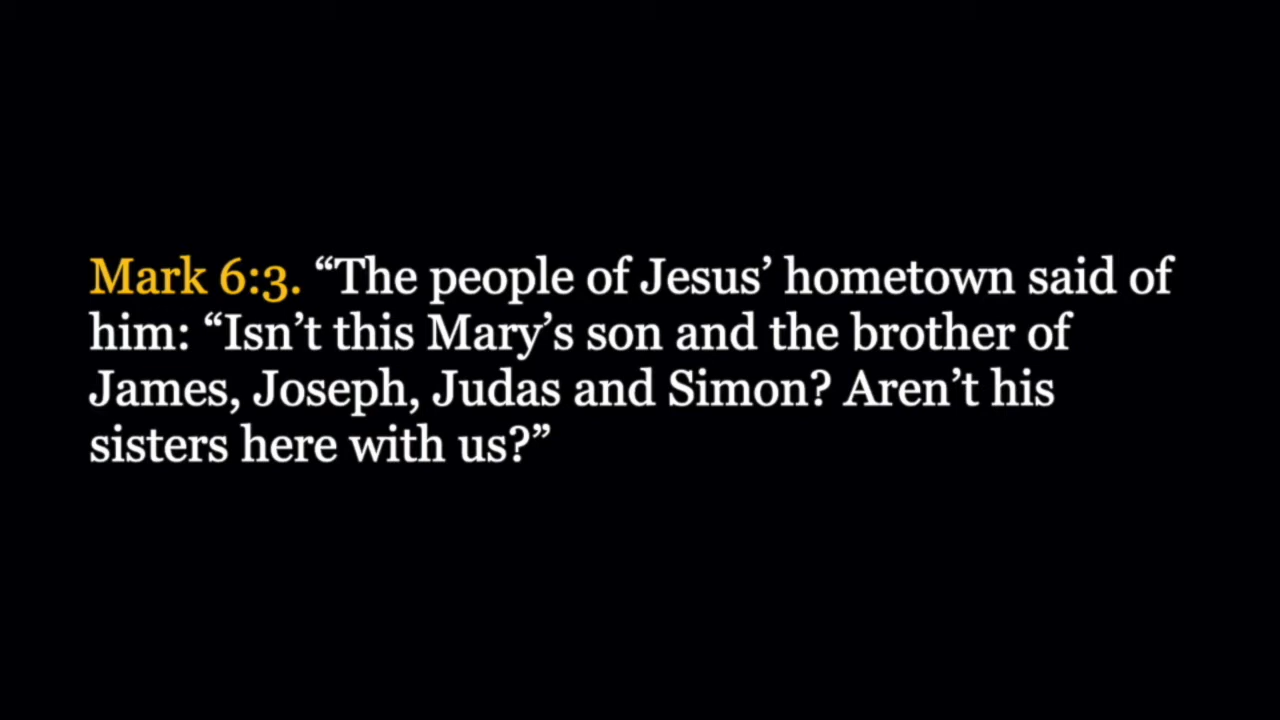 Mark 6:3. “The people of Jesus’ hometown said of
him: “Isn’t this Mary’s son and the brother of
James, Joseph, Judas and Simon? Aren’t his
sisters here with us?”